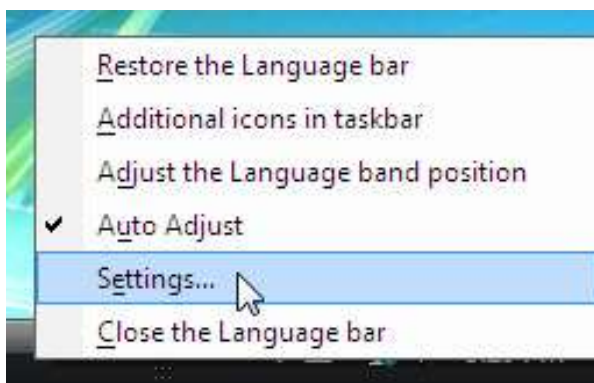 Restore the Language bar
Additional icons in taskbar
Adjust the Language band position
Auto Adjust
Settings...
Close the Language bar